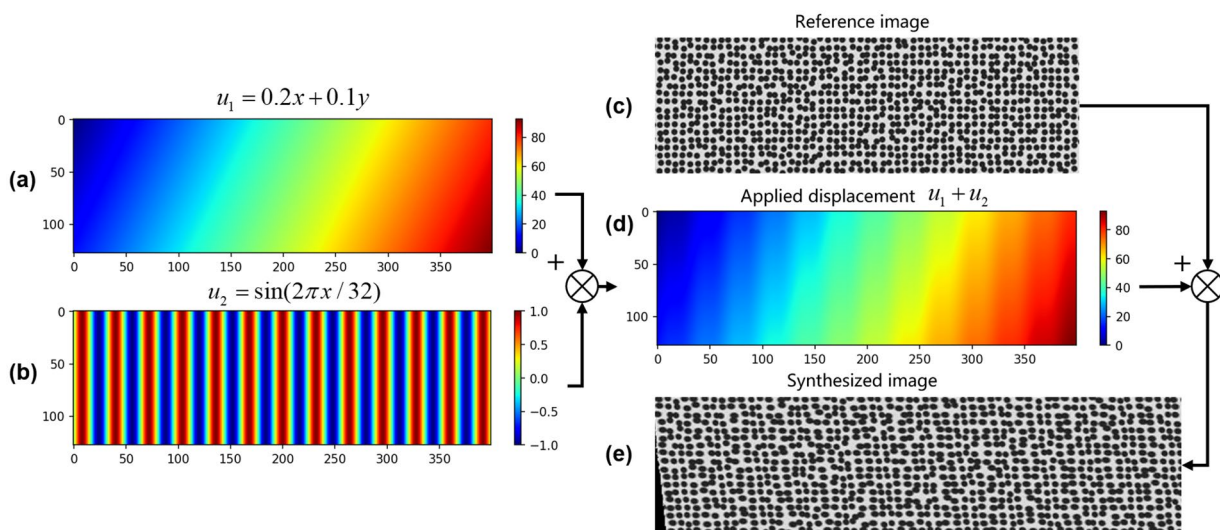 Reference image
(c)
u₁ = 0.2x + 0.1y
(a)
0
50
100
0 50 100 150 200 250 300 350
80
60
40
20
0
+
u₂ = sin(2πx / 32)
(b)
0
50
100
0 50 100 150 200 250 300 350
1.0
0.5
0.0
−0.5
−1.0
Applied displacement u₁ + u₂
(d)
0
50
100
0 50 100 150 200 250 300 350
80
60
40
20
0
+
Synthesized image
(e)